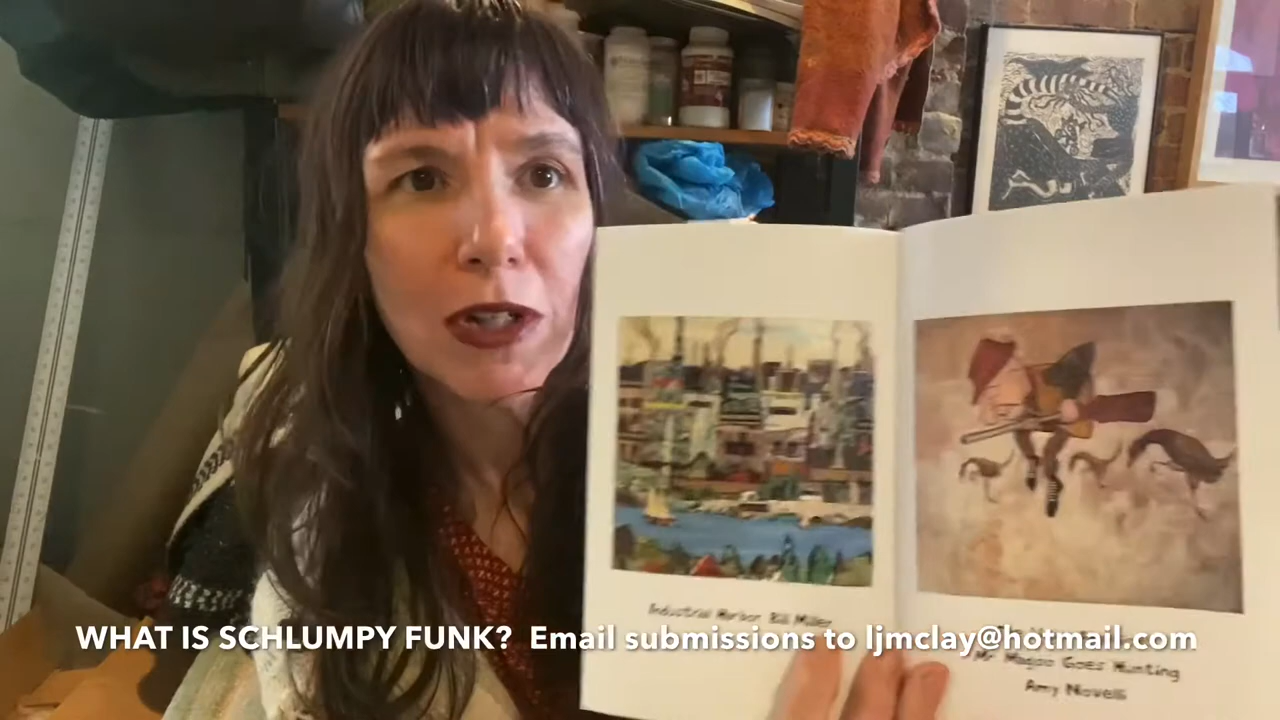 Industrial Harbor Bill Miller
WHAT IS SCHLUMPY FUNK? Email submissions to ljmclay@hotmail.com
Mr Magoo Goes Hunting
Amy Novelli